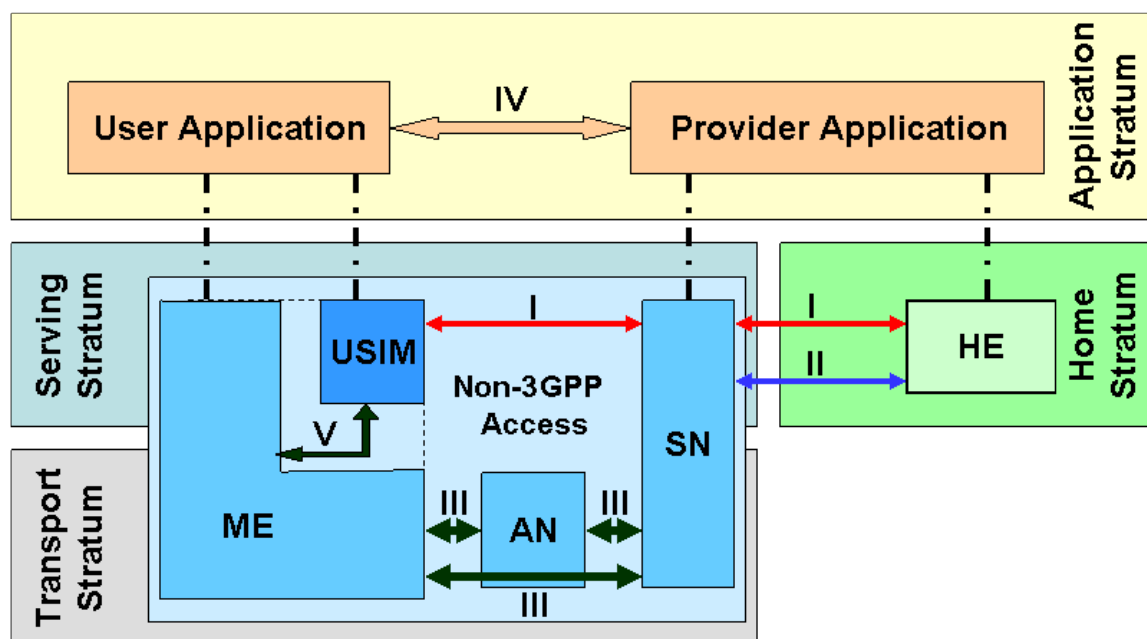 Application
Stratum
IV
User Application
Provider Application
Serving
Stratum
Home
Stratum
I
I
USIM
HE
II
Non-3GPP
Access
V
SN
Transport
Stratum
III
III
ME
AN
III